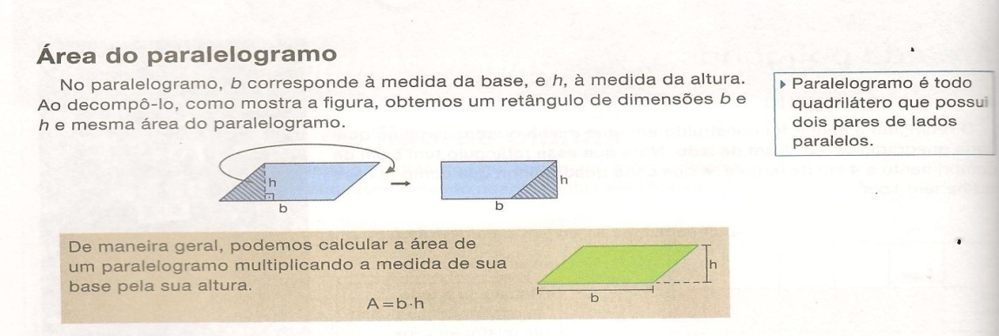 Área do paralelogramo
No paralelogramo, b corresponde à medida da base, e h, à medida da altura.
Ao decompô-lo, como mostra a figura, obtemos um retângulo de dimensões b e
h e mesma área do paralelogramo.
▸ Paralelogramo é todo
quadrilátero que possui
dois pares de lados
paralelos.
h
b
h
b
De maneira geral, podemos calcular a área de
um paralelogramo multiplicando a medida de sua
base pela sua altura.
A=b·h
h
b